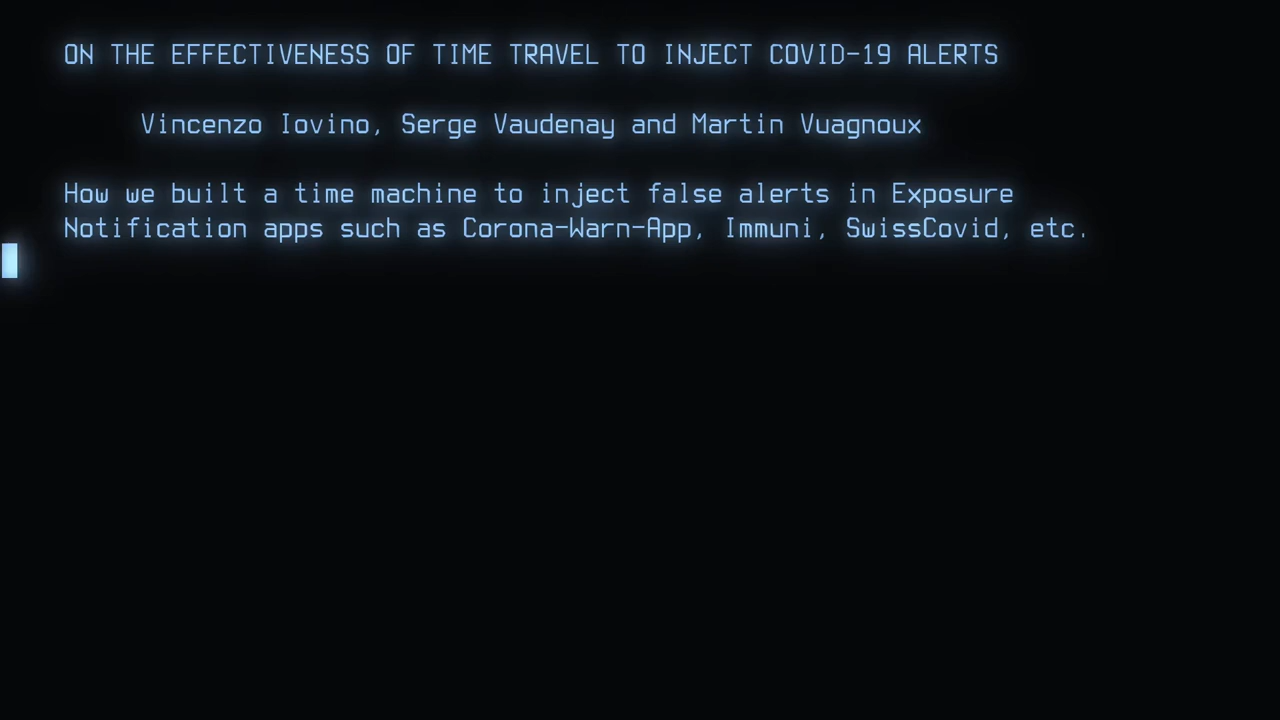 ON THE EFFECTIVENESS OF TIME TRAVEL TO INJECT COVID-19 ALERTS
Vincenzo Iovino, Serge Vaudenay and Martin Vuagnoux
How we built a time machine to inject false alerts in Exposure
Notification apps such as Corona-Warn-App, Immuni, SwissCovid, etc.